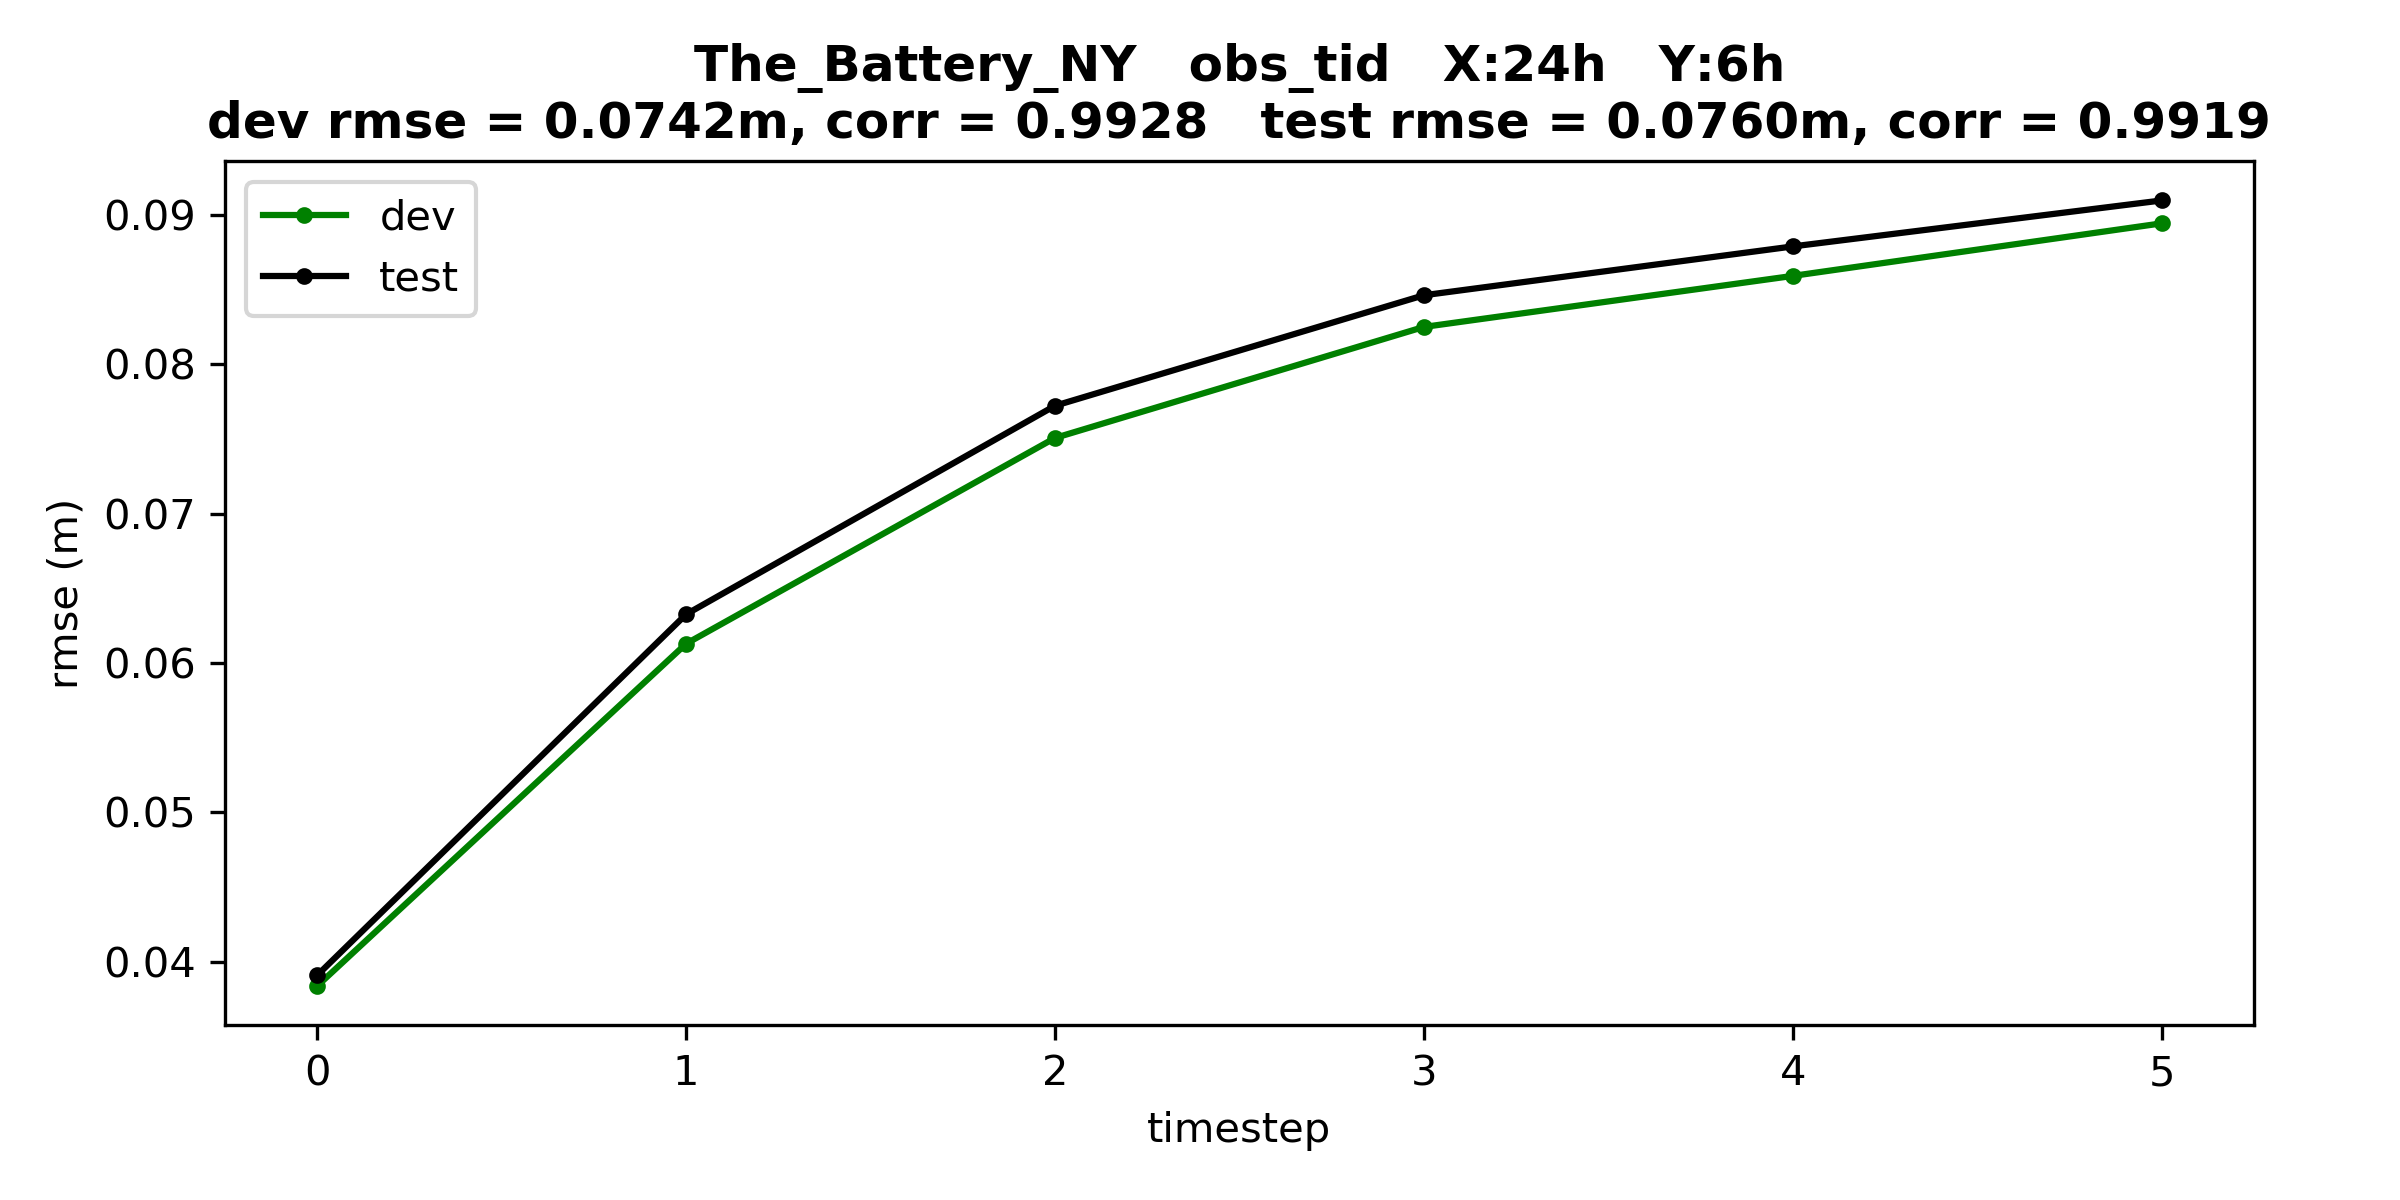 The_Battery_NY   obs_tid   X:24h   Y:6h
dev rmse = 0.0742m, corr = 0.9928   test rmse = 0.0760m, corr = 0.9919
dev
test
rmse (m)
0.09
0.08
0.07
0.06
0.05
0.04
0 1 2 3 4 5
timestep